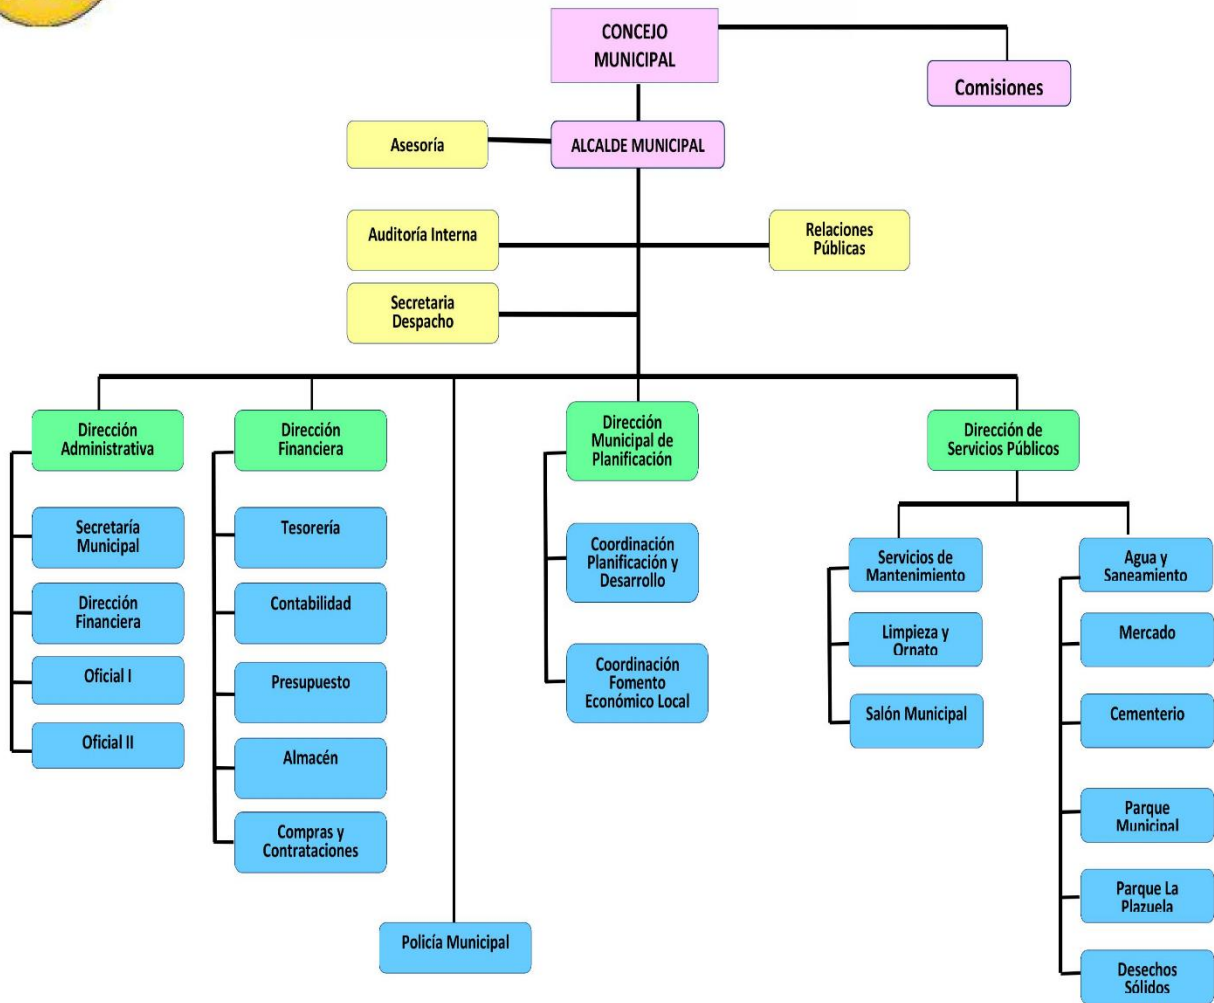 CONCEJO
MUNICIPAL
Comisiones
Asesoría
ALCALDE MUNICIPAL
Auditoría Interna
Relaciones
Públicas
Secretaria
Despacho
Dirección
Administrativa
Dirección
Financiera
Dirección
Municipal de
Planificación
Dirección de
Servicios Públicos
Secretaría
Municipal
Dirección
Financiera
Oficial I
Oficial II
Tesorería
Contabilidad
Presupuesto
Almacén
Compras y
Contrataciones
Policía Municipal
Coordinación
Planificación y
Desarrollo
Coordinación
Fomento
Económico Local
Servicios de
Mantenimiento
Limpieza y
Ornato
Salón Municipal
Agua y
Saneamiento
Mercado
Cementerio
Parque
Municipal
Parque La
Plazuela
Desechos
Sólidos